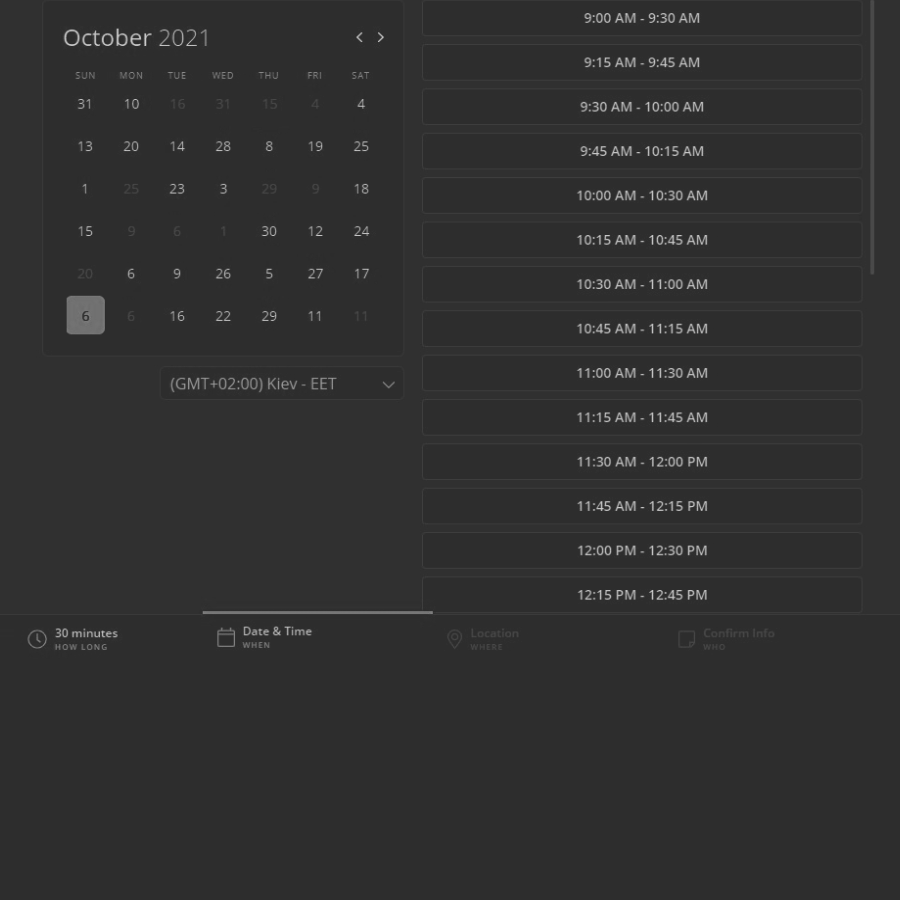 October 2021
SUN MON TUE WED THU FRI SAT
31 10 16 31 15 4 4
13 20 14 28 8 19 25
1 25 23 3 29 9 18
15 9 6 1 30 12 24
20 6 9 26 5 27 17
6 6 16 22 29 11 11
(GMT+02:00) Kiev - EET
9:00 AM - 9:30 AM
9:15 AM - 9:45 AM
9:30 AM - 10:00 AM
9:45 AM - 10:15 AM
10:00 AM - 10:30 AM
10:15 AM - 10:45 AM
10:30 AM - 11:00 AM
10:45 AM - 11:15 AM
11:00 AM - 11:30 AM
11:15 AM - 11:45 AM
11:30 AM - 12:00 PM
11:45 AM - 12:15 PM
12:00 PM - 12:30 PM
12:15 PM - 12:45 PM
30 minutes
HOW LONG
Date & Time
WHEN
Location
WHERE
Confirm Info
WHO